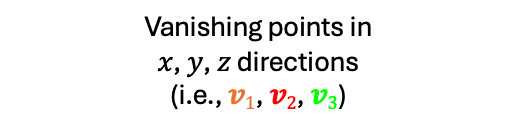 Vanishing points in
x, y, z directions
(i.e., v₁, v₂, v₃)